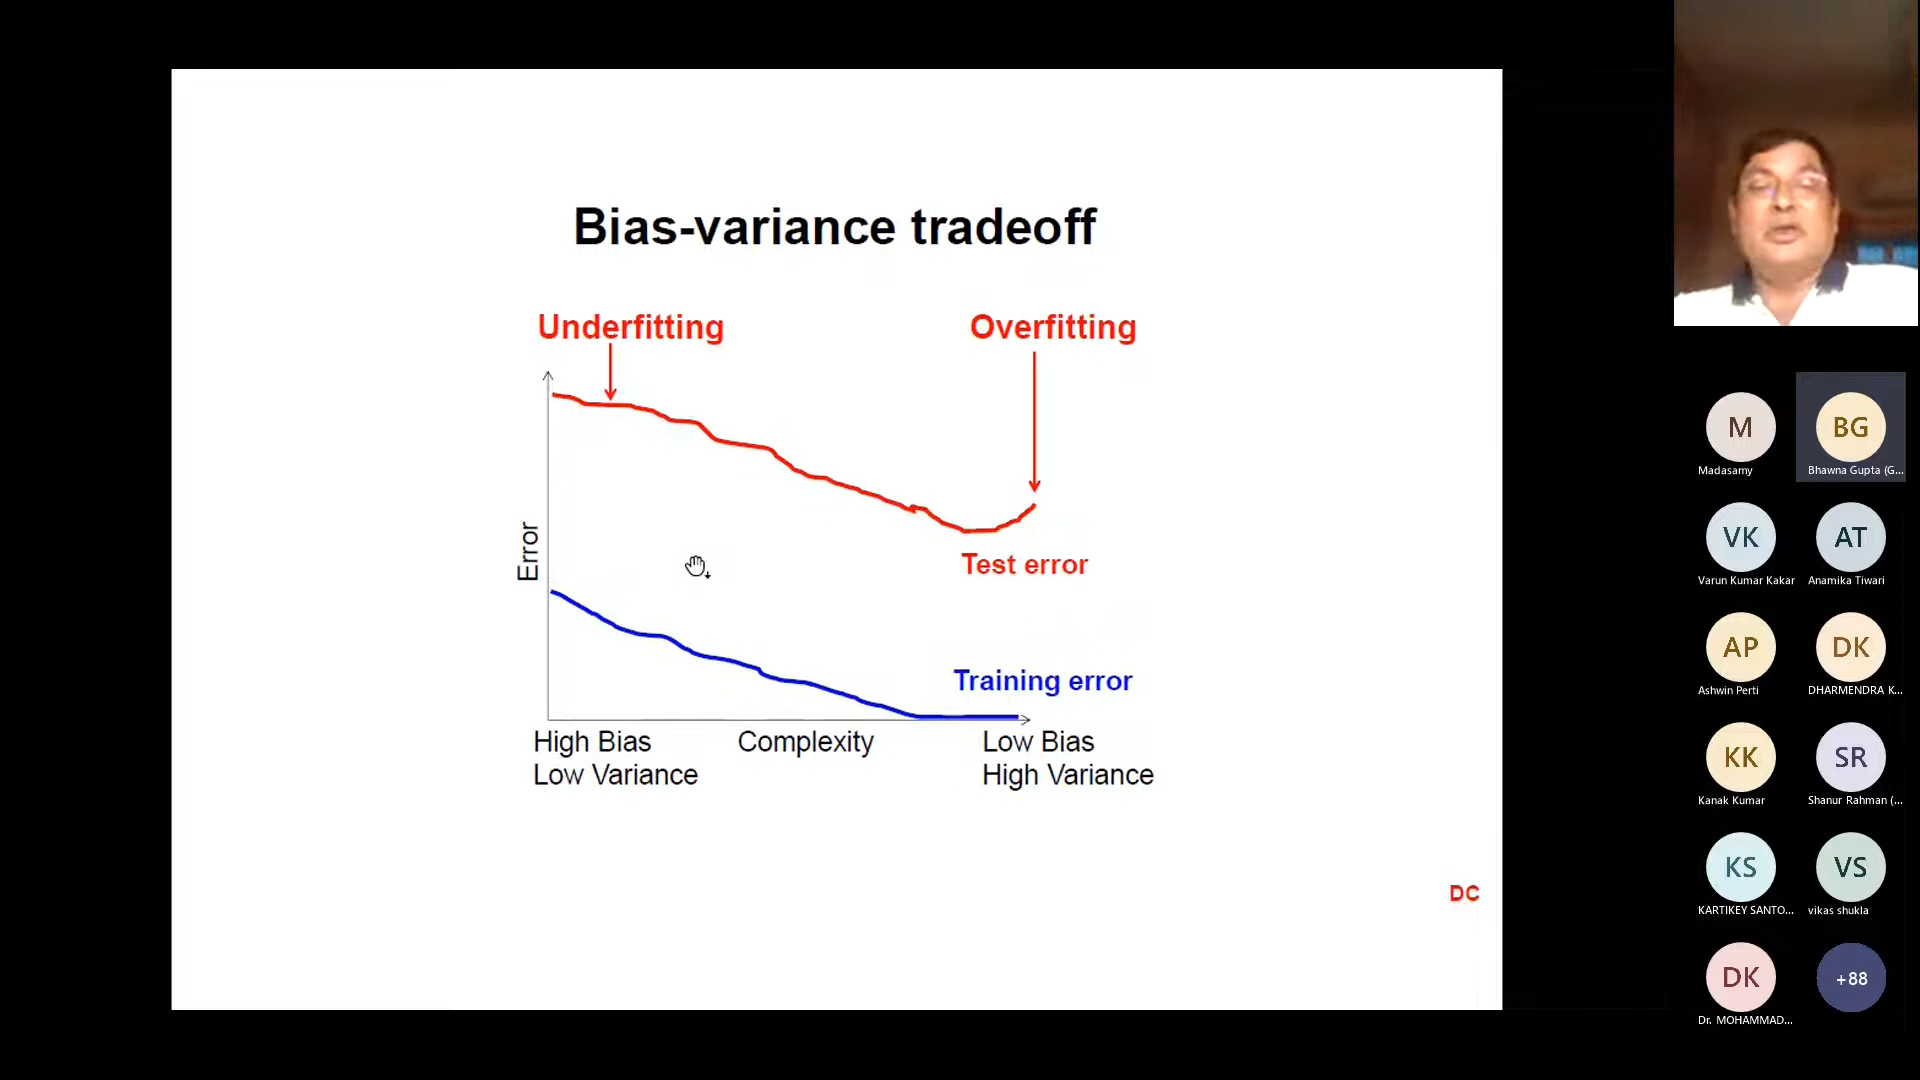 Bias-variance tradeoff
Underfitting
Overfitting
Error
Test error
Training error
High Bias
Low Variance
Complexity
Low Bias
High Variance
DC
M
Madasamy
BG
Bhawna Gupta (G...
VK
Varun Kumar Kakar
AT
Anamika Tiwari
AP
Ashwin Perti
DK
DHARMENDRA K...
KK
Kanak Kumar
SR
Shanur Rahman (...
KS
KARTIKEY SANTO...
VS
vikas shukla
DK
Dr. MOHAMMAD...
+88